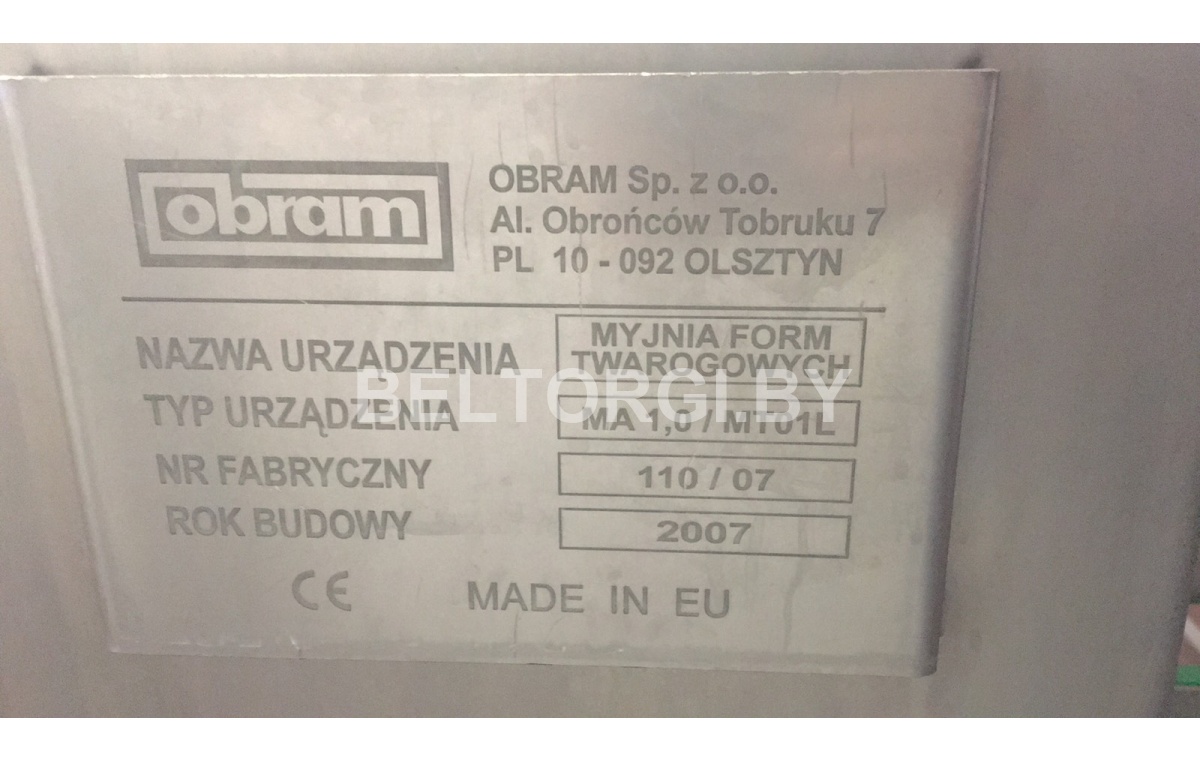 obram
OBRAM Sp. z o.o.
Al. Obrońców Tobruku 7
PL 10 - 092 OLSZTYN
NAZWA URZĄDZENIA
MYJNIA FORM
TWAROGOWYCH
BELTORGI.BY
TYP URZĄDZENIA
MA 1,0 / MT01L
NR FABRYCZNY
110 / 07
ROK BUDOWY
2007
CE MADE IN EU